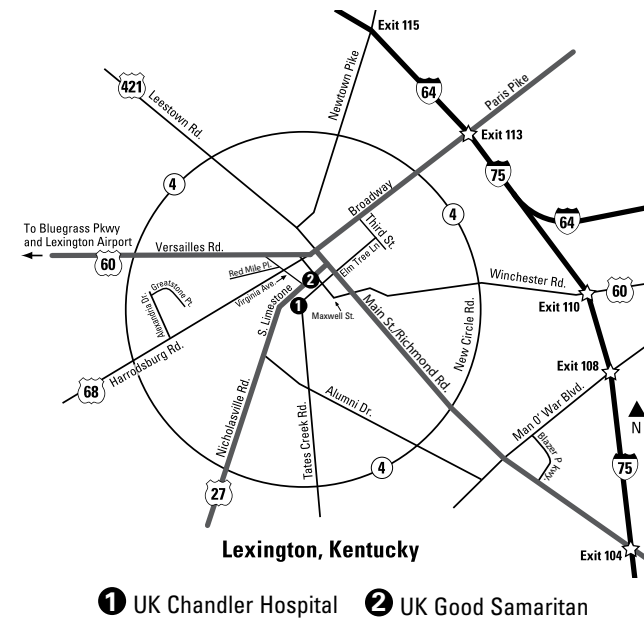 Exit 115
421
64
Newtown Pike
Paris Pike
Leestown Rd.
Exit 113
4
75
Broadway
4
Third St.
64
To Bluegrass Pkwy
and Lexington Airport
Versailles Rd.
60
Elm Tree Ln.
Red Mile Pl.
Winchester Rd.
60
Virginia Ave.
2
Greatstone Pt.
Alexandria Dr.
Exit 110
1
Maxwell St.
S. Limestone
Main St./Richmond Rd.
New Circle Rd.
Harrodsburg Rd.
68
Exit 108
Nicholasville Rd.
Tates Creek Rd.
Alumni Dr.
Man O' War Blvd.
N
Blazer P kwy.
4
75
27
Exit 104
Lexington, Kentucky
1 UK Chandler Hospital
2 UK Good Samaritan